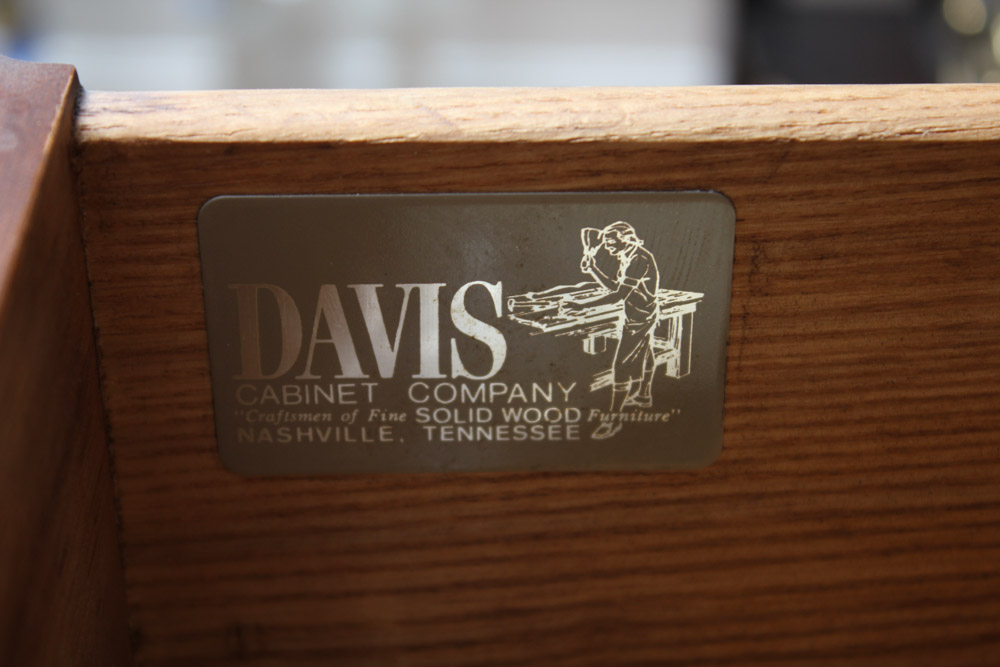 DAVIS
CABINET COMPANY
"Craftsmen of Fine SOLID WOOD Furniture"
NASHVILLE, TENNESSEE